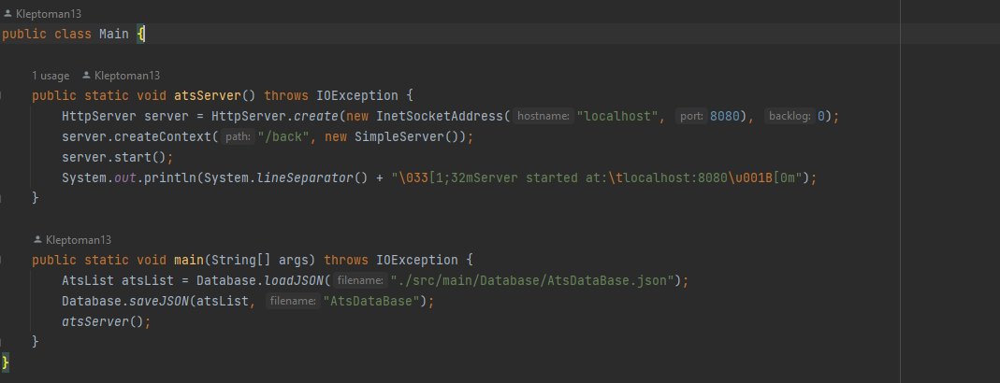 Kleptoman13
public class Main {
1 usage Kleptoman13
public static void atsServer() throws IOException {
HttpServer server = HttpServer.create(new InetSocketAddress( hostname: "localhost", port: 8080), backlog: 0);
server.createContext( path: "/back", new SimpleServer());
server.start();
System.out.println(System.lineSeparator() + "\033[1;32mServer started at:\tlocalhost:8080\u001B[0m");
}
Kleptoman13
public static void main(String[] args) throws IOException {
AtsList atsList = Database.loadJSON( filename: "./src/main/Database/AtsDataBase.json");
Database.saveJSON(atsList, filename: "AtsDataBase");
atsServer();
}
}